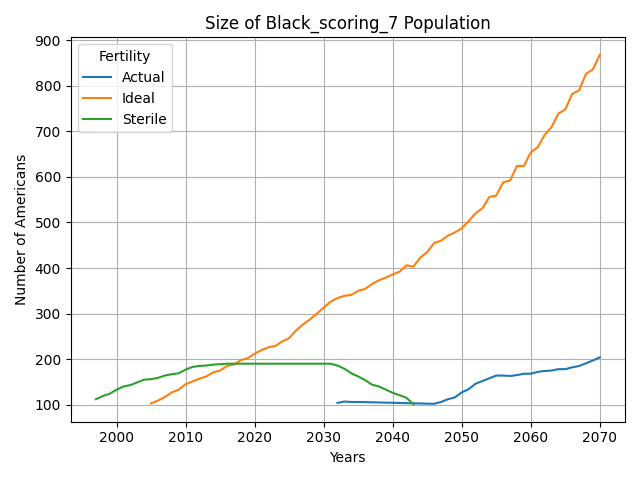 Size of Black_scoring_7 Population
Number of Americans
900
800
700
600
500
400
300
200
100
Fertility
Actual
Ideal
Sterile
2000
2010
2020
2030
2040
2050
2060
2070
Years